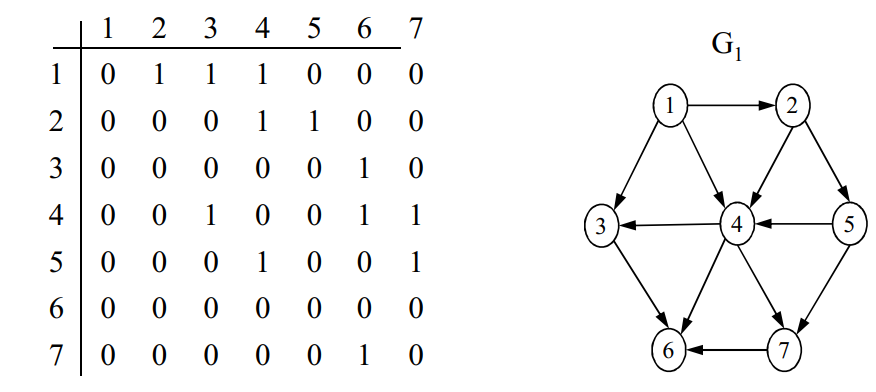 1 2 3 4 5 6 7
1 0 1 1 1 0 0 0
2 0 0 0 1 1 0 0
3 0 0 0 0 0 1 0
4 0 0 1 0 0 1 1
5 0 0 0 1 0 0 1
6 0 0 0 0 0 0 0
7 0 0 0 0 0 1 0
G₁
1 2
3 4 5
6 7